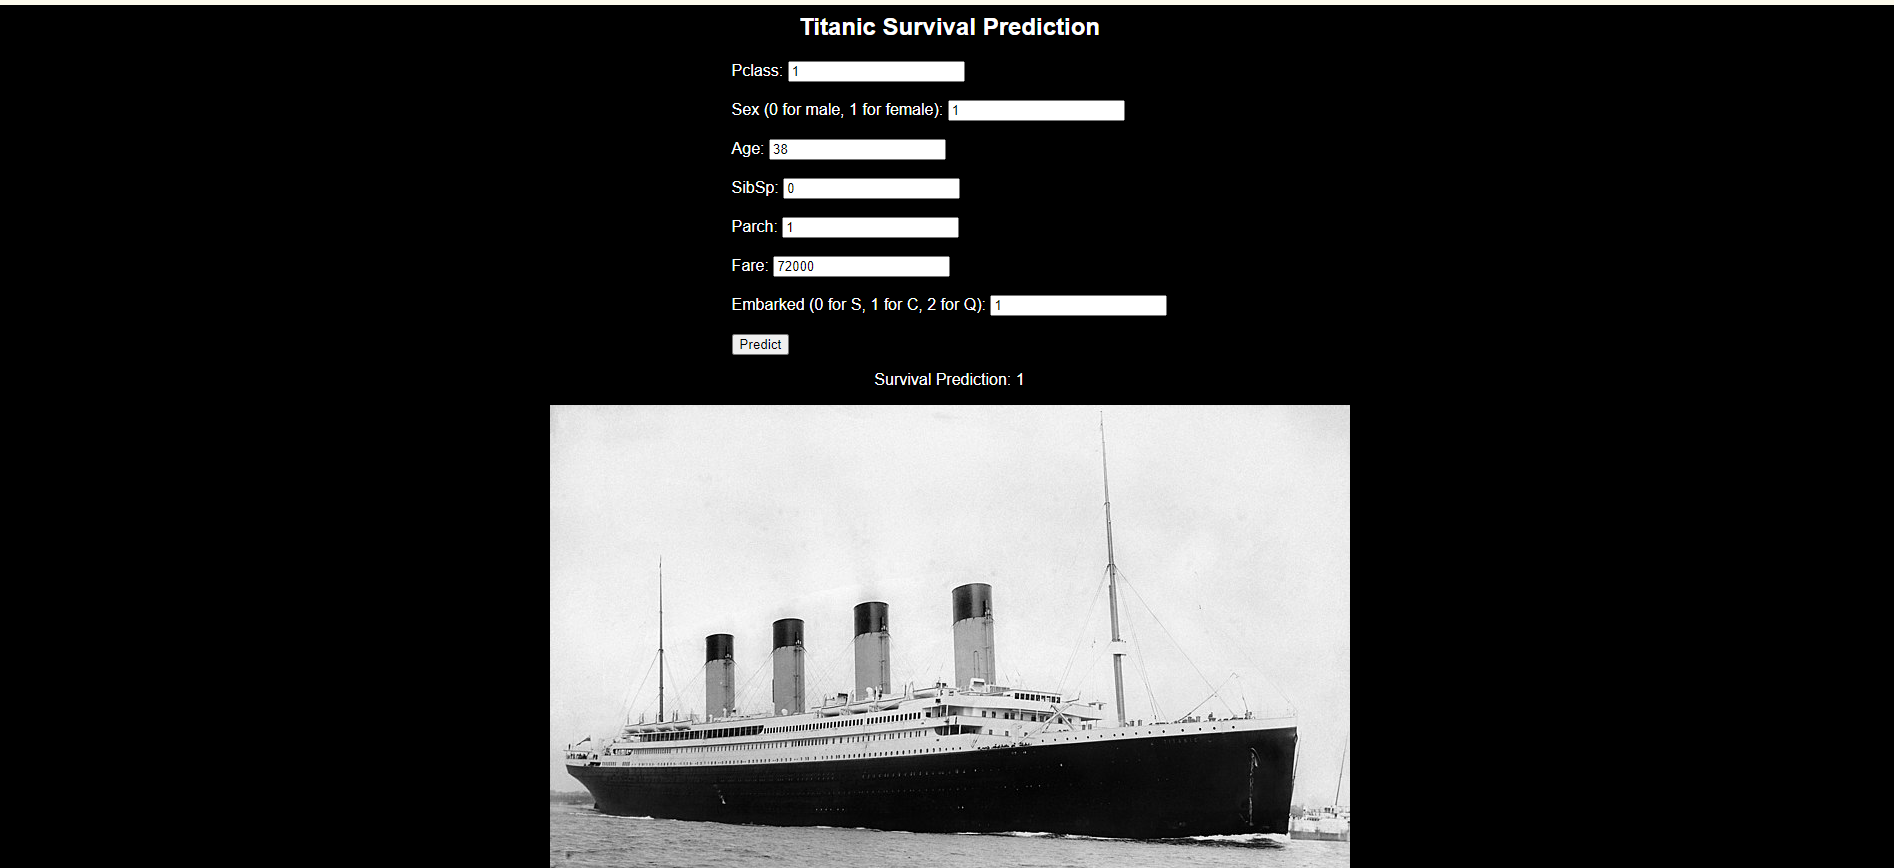 Titanic Survival Prediction
Pclass: 1
Sex (0 for male, 1 for female): 1
Age: 38
SibSp: 0
Parch: 1
Fare: 72000
Embarked (0 for S, 1 for C, 2 for Q): 1
Predict
Survival Prediction: 1